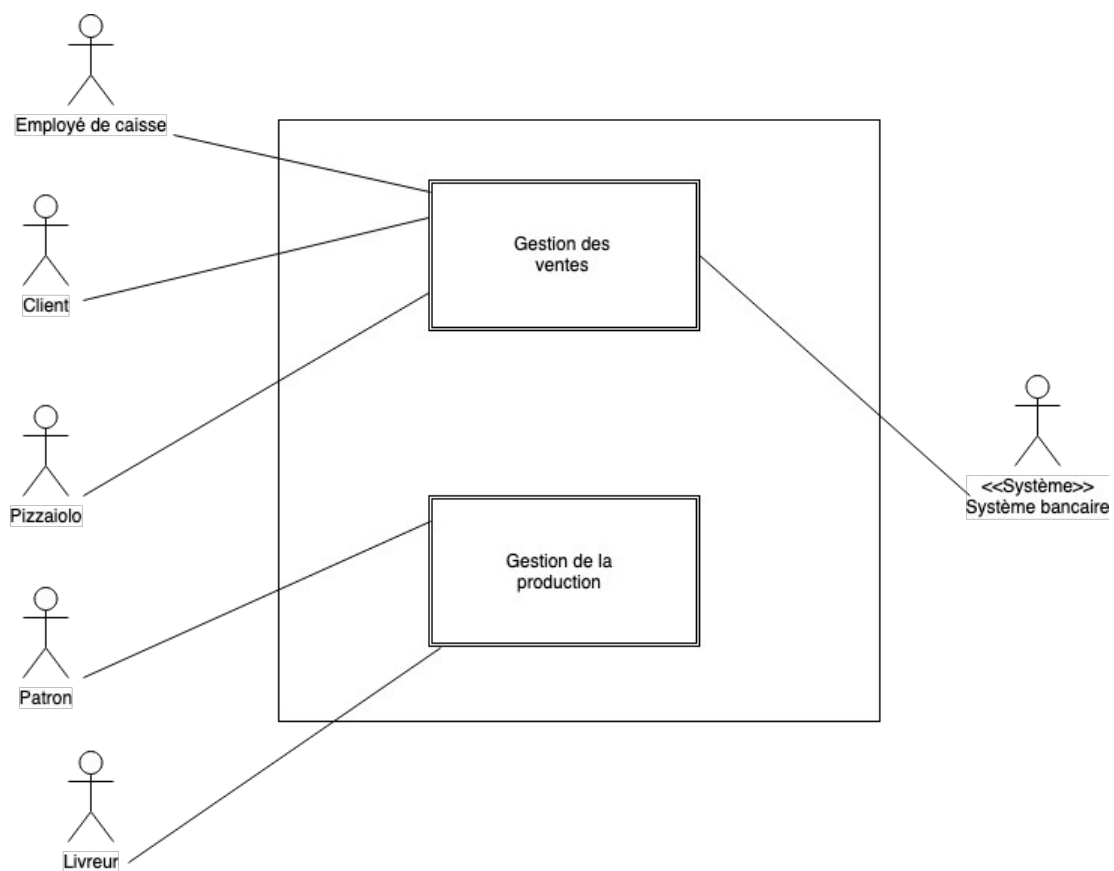 Employé de caisse
Client
Gestion des
ventes
Pizzaiolo
<<Système>>
Système bancaire
Gestion de la
production
Patron
Livreur